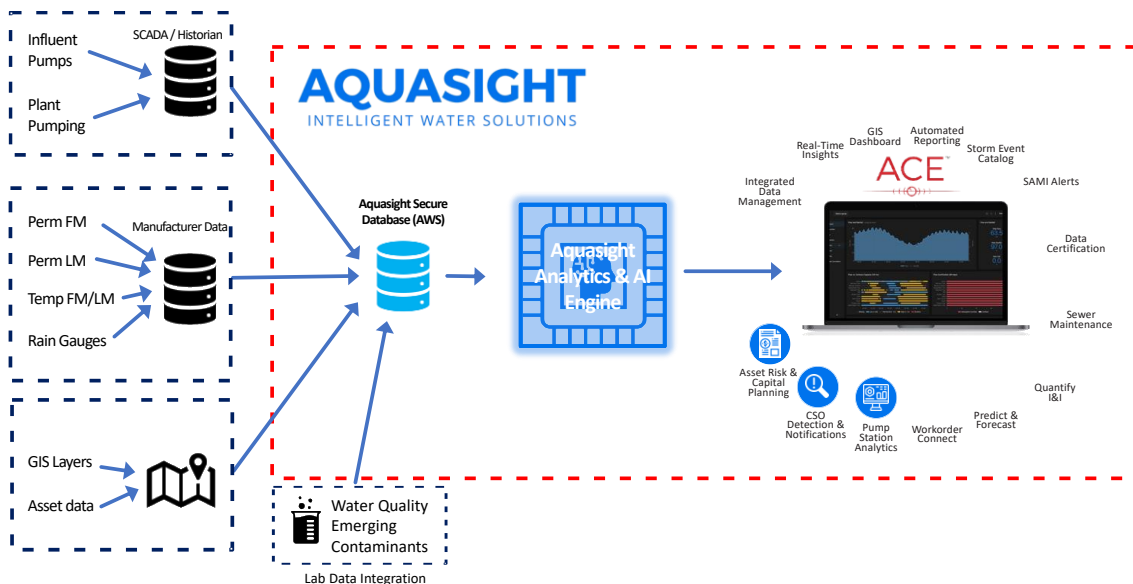 SCADA / Historian
Influent
Pumps
Plant
Pumping
Manufacturer Data
Perm FM
Perm LM
Temp FM/LM
Rain Gauges
GIS Layers
Asset data
AQUASIGHT
INTELLIGENT WATER SOLUTIONS
Aquasight Secure
Database (AWS)
Aquasight
Analytics & AI
Engine
Water Quality
Emerging
Contaminants
Lab Data Integration
Integrated
Data
Management
Real-Time
Insights
GIS
Dashboard
Automated
Reporting
Storm Event
Catalog
ACE
SAMI Alerts
Data
Certification
Sewer
Maintenance
Quantify
I&I
Predict &
Forecast
Workorder
Connect
Pump
Station
Analytics
CSO
Detection &
Notifications
Asset Risk &
Capital
Planning